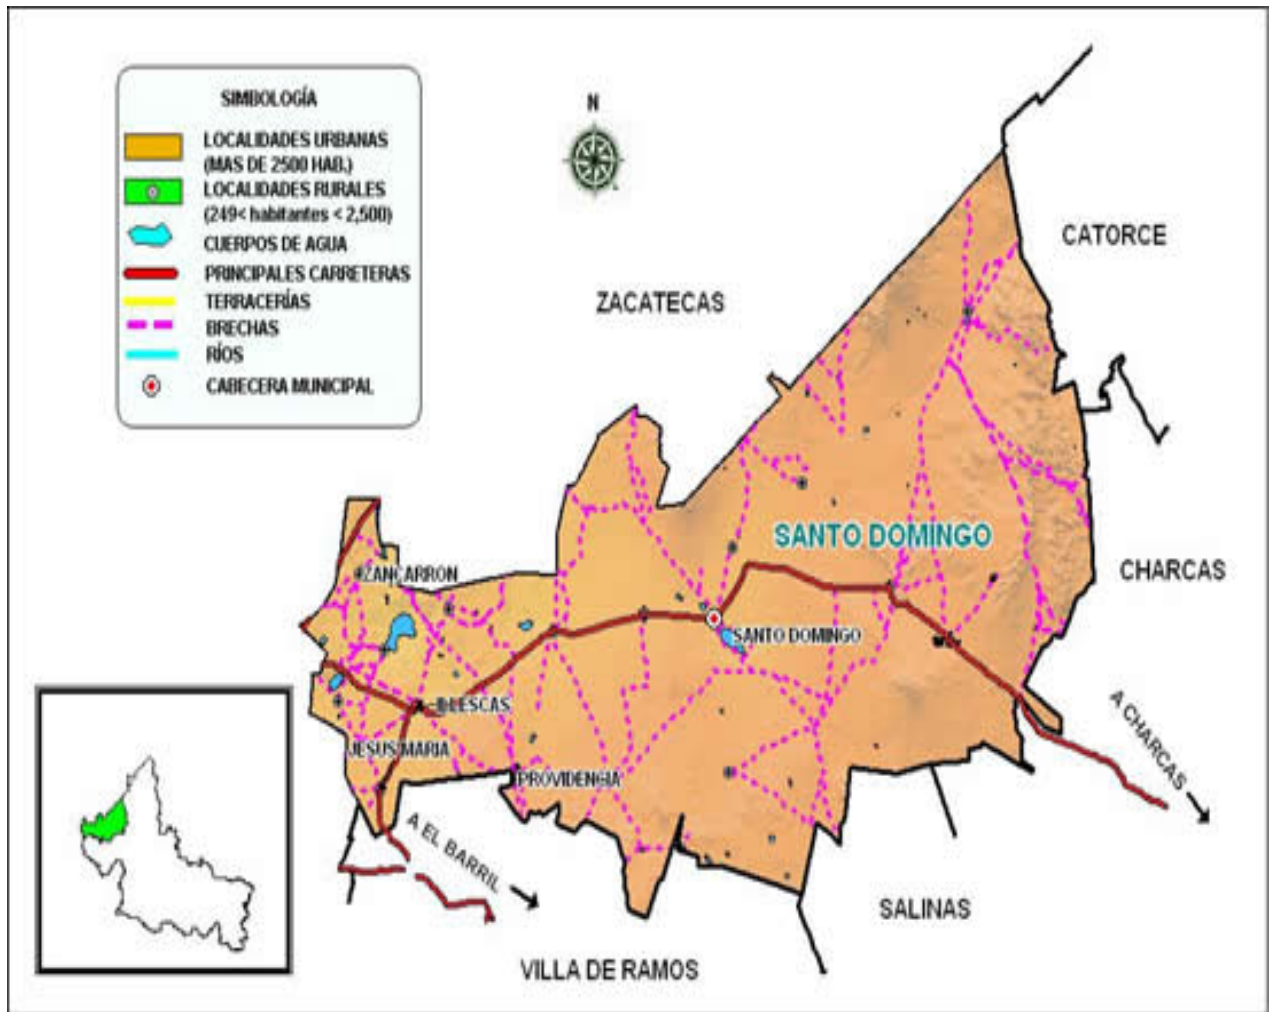 SIMBOLOGÍA
LOCALIDADES URBANAS
(MAS DE 2500 HAB.)
LOCALIDADES RURALES
(249< habitantes < 2,500)
CUERPOS DE AGUA
PRINCIPALES CARRETERAS
TERRACERÍAS
BRECHAS
RÍOS
CABECERA MUNICIPAL
N
CATORCE
ZACATECAS
SANTO DOMINGO
CHARCAS
ZANCARRON
SANTO DOMINGO
ILLESCAS
JESUS MARIA
PROVIDENCIA
A CHARCAS
A EL BARRIL
SALINAS
VILLA DE RAMOS